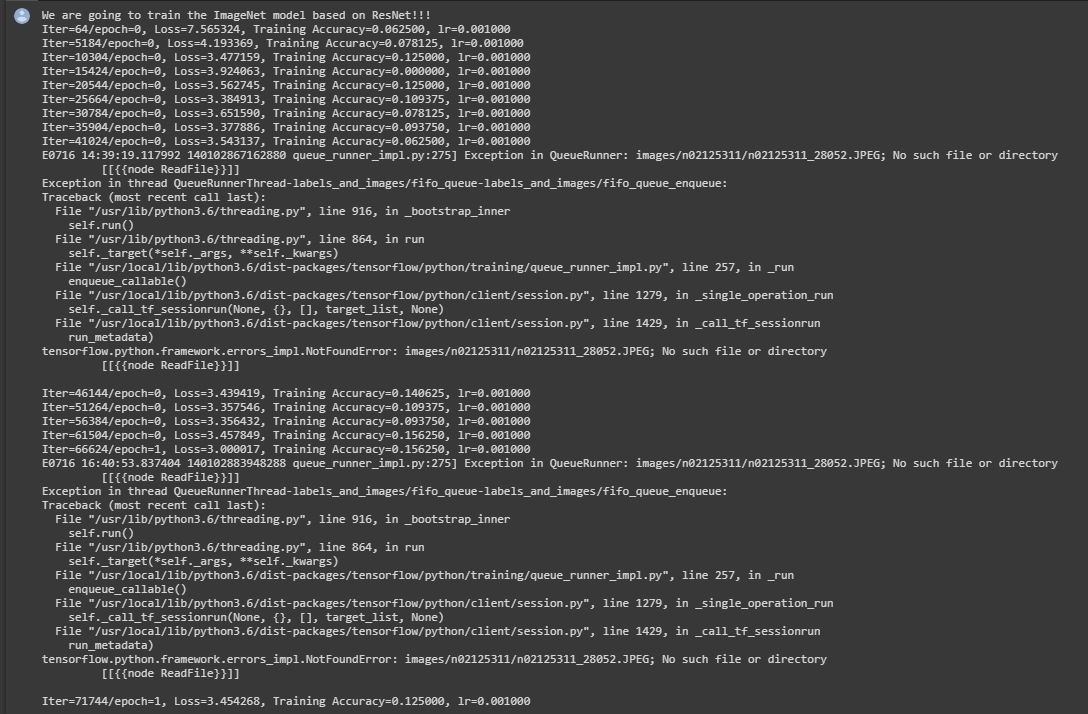 We are going to train the ImageNet model based on ResNet!!!
Iter=64/epoch=0, Loss=7.565324, Training Accuracy=0.062500, lr=0.001000
Iter=5184/epoch=0, Loss=4.193369, Training Accuracy=0.078125, lr=0.001000
Iter=10304/epoch=0, Loss=3.477159, Training Accuracy=0.125000, lr=0.001000
Iter=15424/epoch=0, Loss=3.924063, Training Accuracy=0.000000, lr=0.001000
Iter=20544/epoch=0, Loss=3.562745, Training Accuracy=0.125000, lr=0.001000
Iter=25664/epoch=0, Loss=3.384913, Training Accuracy=0.109375, lr=0.001000
Iter=30784/epoch=0, Loss=3.651590, Training Accuracy=0.078125, lr=0.001000
Iter=35904/epoch=0, Loss=3.377886, Training Accuracy=0.093750, lr=0.001000
Iter=41024/epoch=0, Loss=3.543137, Training Accuracy=0.062500, lr=0.001000
E0716 14:39:19.117992 140102867162880 queue_runner_impl.py:275] Exception in QueueRunner: images/n02125311/n02125311_28052.JPEG; No such file or directory
[[{{node ReadFile}}]]
Exception in thread QueueRunnerThread-labels_and_images/fifo_queue-labels_and_images/fifo_queue_enqueue:
Traceback (most recent call last):
File "/usr/lib/python3.6/threading.py", line 916, in _bootstrap_inner
self.run()
File "/usr/lib/python3.6/threading.py", line 864, in run
self._target(*self._args, **self._kwargs)
File "/usr/local/lib/python3.6/dist-packages/tensorflow/python/training/queue_runner_impl.py", line 257, in _run
enqueue_callable()
File "/usr/local/lib/python3.6/dist-packages/tensorflow/python/client/session.py", line 1279, in _single_operation_run
self._call_tf_sessionrun(None, {}, [], target_list, None)
File "/usr/local/lib/python3.6/dist-packages/tensorflow/python/client/session.py", line 1429, in _call_tf_sessionrun
run_metadata)
tensorflow.python.framework.errors_impl.NotFoundError: images/n02125311/n02125311_28052.JPEG; No such file or directory
[[{{node ReadFile}}]]
Iter=46144/epoch=0, Loss=3.439419, Training Accuracy=0.140625, lr=0.001000
Iter=51264/epoch=0, Loss=3.357546, Training Accuracy=0.109375, lr=0.001000
Iter=56384/epoch=0, Loss=3.356432, Training Accuracy=0.093750, lr=0.001000
Iter=61504/epoch=0, Loss=3.457849, Training Accuracy=0.156250, lr=0.001000
Iter=66624/epoch=1, Loss=3.000017, Training Accuracy=0.156250, lr=0.001000
E0716 16:40:53.837404 140102883948288 queue_runner_impl.py:275] Exception in QueueRunner: images/n02125311/n02125311_28052.JPEG; No such file or directory
[[{{node ReadFile}}]]
Exception in thread QueueRunnerThread-labels_and_images/fifo_queue-labels_and_images/fifo_queue_enqueue:
Traceback (most recent call last):
File "/usr/lib/python3.6/threading.py", line 916, in _bootstrap_inner
self.run()
File "/usr/lib/python3.6/threading.py", line 864, in run
self._target(*self._args, **self._kwargs)
File "/usr/local/lib/python3.6/dist-packages/tensorflow/python/training/queue_runner_impl.py", line 257, in _run
enqueue_callable()
File "/usr/local/lib/python3.6/dist-packages/tensorflow/python/client/session.py", line 1279, in _single_operation_run
self._call_tf_sessionrun(None, {}, [], target_list, None)
File "/usr/local/lib/python3.6/dist-packages/tensorflow/python/client/session.py", line 1429, in _call_tf_sessionrun
run_metadata)
tensorflow.python.framework.errors_impl.NotFoundError: images/n02125311/n02125311_28052.JPEG; No such file or directory
[[{{node ReadFile}}]]
Iter=71744/epoch=1, Loss=3.454268, Training Accuracy=0.125000, lr=0.001000